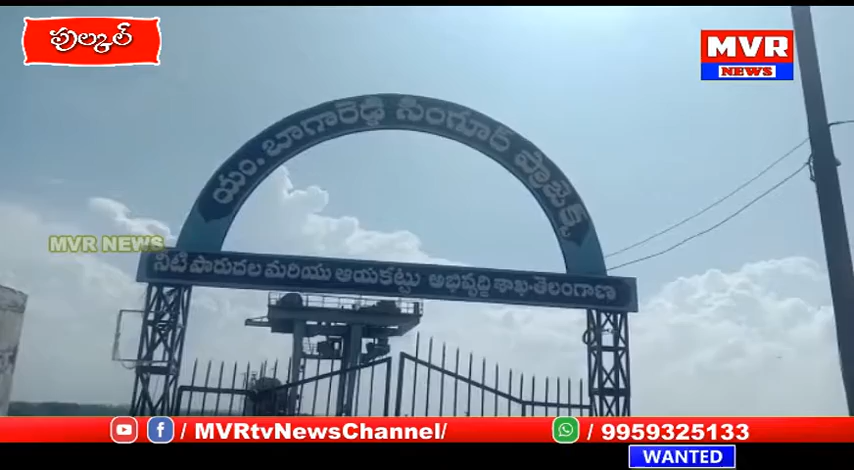 పుల్కల్
MVR
NEWS
యం. బాగారెడ్డి సింగూర్ ప్రాజెక్ట్
MVR NEWS
నీటి పారుదల మరియు ఆయకట్టు అభివృద్ధి శాఖ-తెలంగాణ
/ MVRtvNewsChannel/ / 9959325133
WANTED